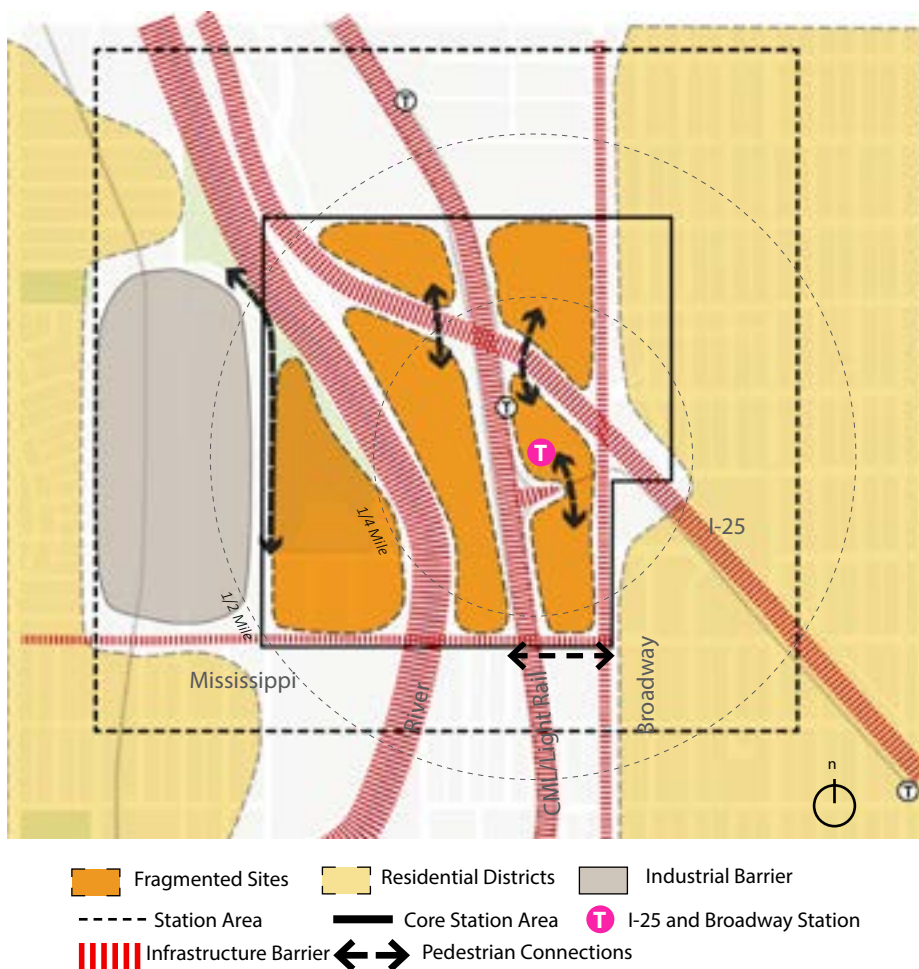 T
T
T
1/4 Mile
I-25
1/2 Mile
Mississippi
River
CML/Light Rail
Broadway
n
T
Fragmented Sites
Residential Districts
Industrial Barrier
Station Area
Core Station Area
T I-25 and Broadway Station
Infrastructure Barrier
Pedestrian Connections